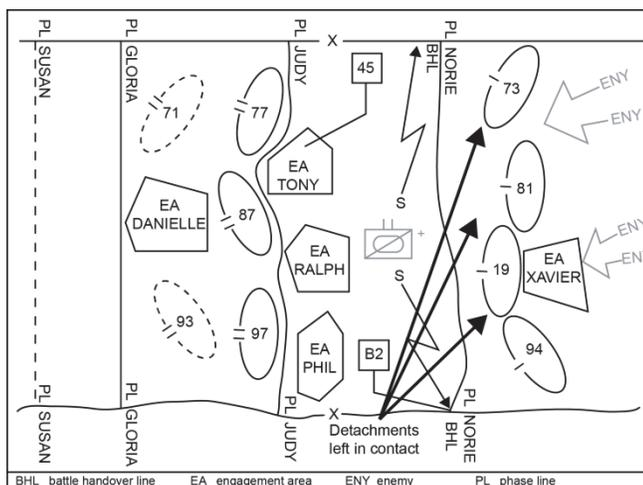 PL SUSAN
PL GLORIA
PL JUDY
X
BHL
PL NORIE
45
73
ENY
ENY
71
77
EA
TONY
81
S
EA
DANIELLE
87
+
EA
RALPH
S
19
EA
XAVIER
ENY
EN
93
97
EA
PHIL
B2
94
PL SUSAN
PL GLORIA
PL JUDY
X
Detachments
left in contact
PL NORIE
BHL
BHL battle handover line EA engagement area ENY enemy PL phase line